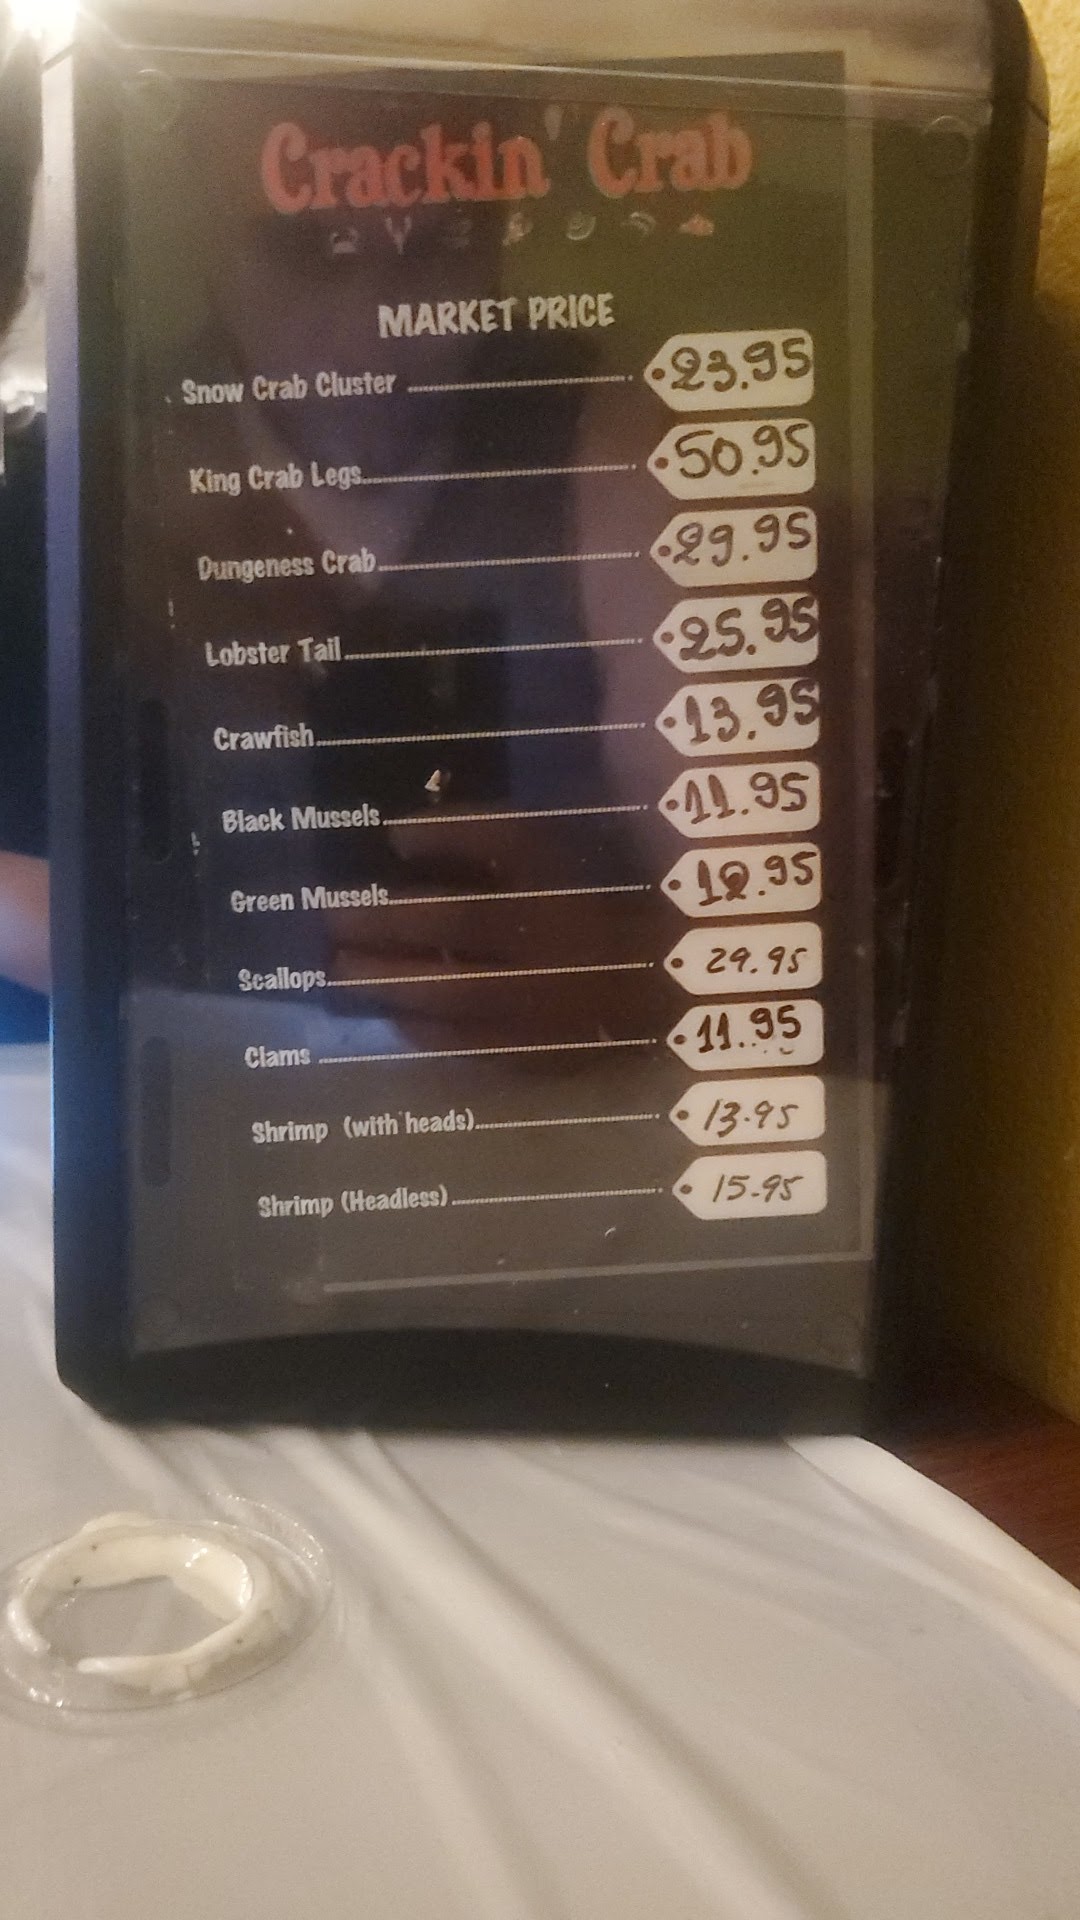 Crackin' Crab
MARKET PRICE
Snow Crab Cluster ........................ 23.95
King Crab Legs........................ 50.95
Dungeness Crab........................ 29.95
Lobster Tail........................ 25.95
Crawfish........................ 13.95
Black Mussels........................ 11.95
Green Mussels........................ 12.95
Scallops........................ 29.95
Clams ........................ 11.95
Shrimp (with heads)........................ 13.95
Shrimp (Headless)........................ 15.95